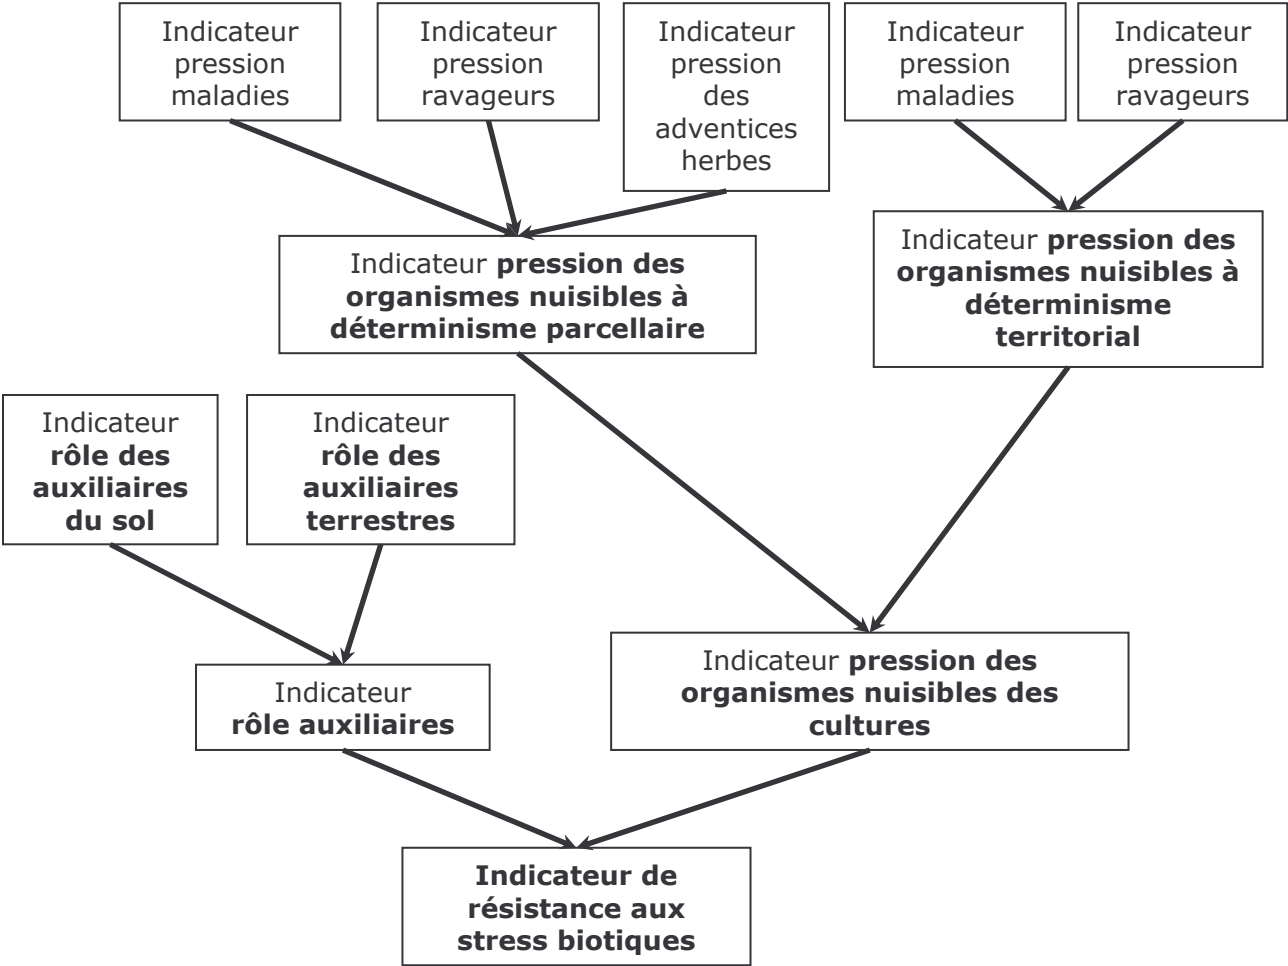 Indicateur
pression
maladies
Indicateur
pression
ravageurs
Indicateur
pression
des
adventices
herbes
Indicateur
pression
maladies
Indicateur
pression
ravageurs
Indicateur pression des
organismes nuisibles à
déterminisme parcellaire
Indicateur pression des
organismes nuisibles à
déterminisme
territorial
Indicateur
rôle des
auxiliaires
du sol
Indicateur
rôle des
auxiliaires
terrestres
Indicateur
rôle auxiliaires
Indicateur pression des
organismes nuisibles des
cultures
Indicateur de
résistance aux
stress biotiques